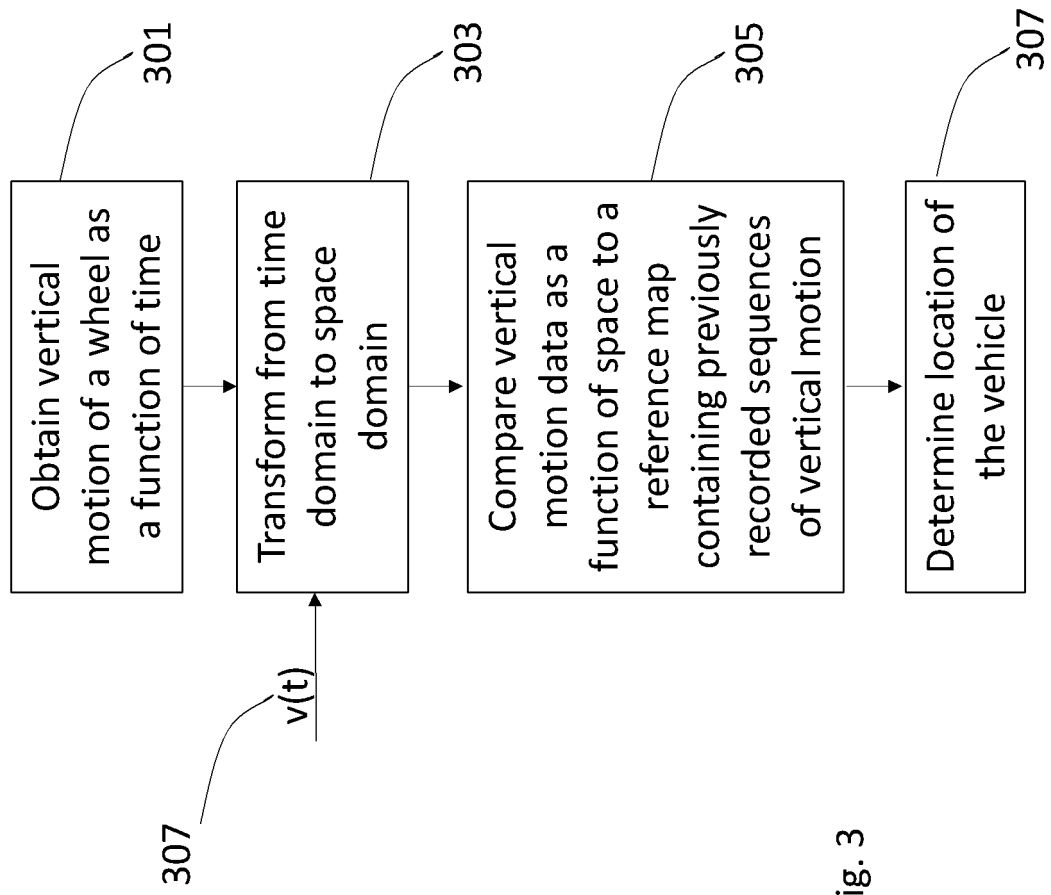 301
Obtain vertical
motion of a wheel as
a function of time
303
Transform from time
domain to space
domain
307
v(t)
305
Compare vertical
motion data as a
function of space to a
reference map
containing previously
recorded sequences
of vertical motion
307
Determine location of
the vehicle
ig. 3